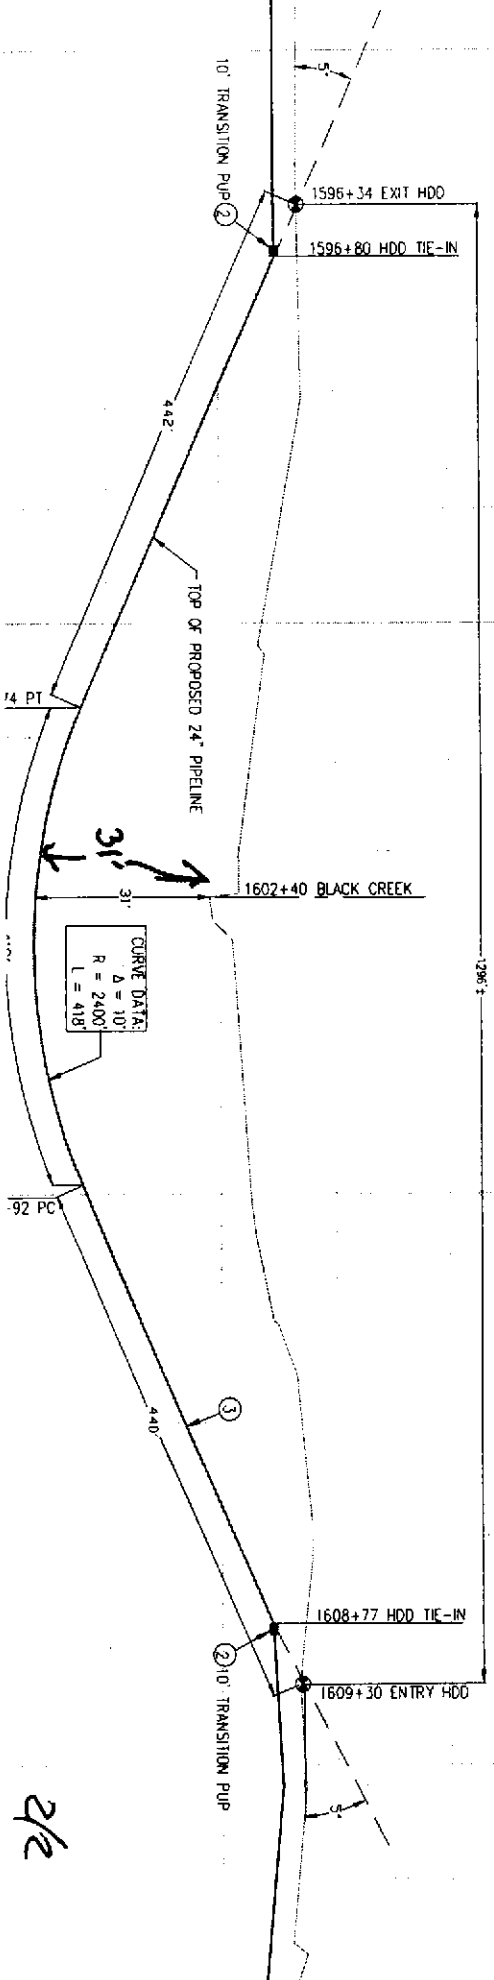 5°
10' TRANSITION PUP
2
1596+34 EXIT HDD
1596+80 HDD TIE-IN
442'
TOP OF PROPOSED 24" PIPELINE
74 PT
31'
31'
1602+40 BLACK CREEK
1296'±
CURVE DATA:
Δ = 10°
R = 2400'
L = 418'
-92 PC
3
440'
1608+77 HDD TIE-IN
2
10' TRANSITION PUP
1609+30 ENTRY HDD
5°
2/2